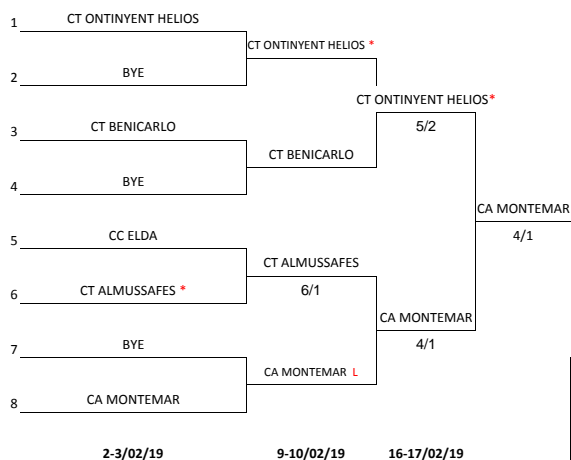 1 CT ONTINYENT HELIOS
CT ONTINYENT HELIOS *
2 BYE
CT ONTINYENT HELIOS*
5/2
3 CT BENICARLO
CT BENICARLO
4 BYE
CA MONTEMAR
4/1
5 CC ELDA
CT ALMUSSAFES
6/1
6 CT ALMUSSAFES *
CA MONTEMAR
4/1
7 BYE
CA MONTEMAR L
8 CA MONTEMAR
2-3/02/19 9-10/02/19 16-17/02/19